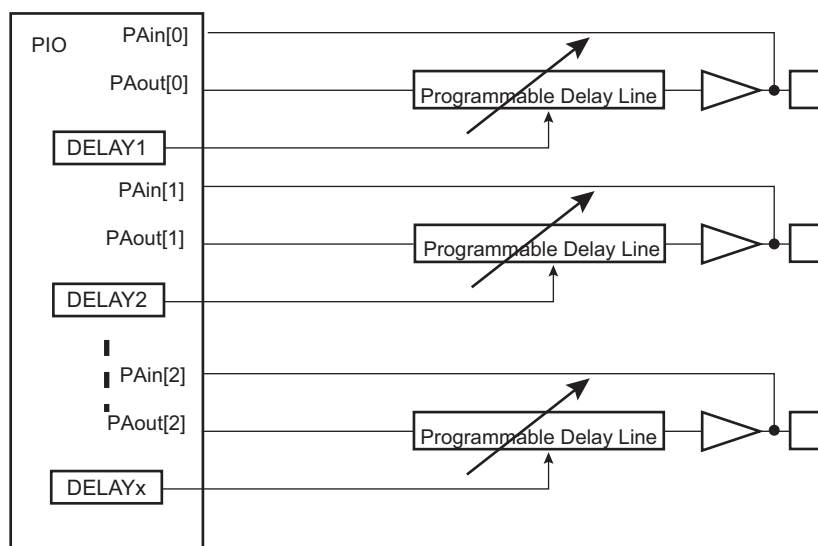 PIO
PAin[0]
PAout[0]
Programmable Delay Line
DELAY1
PAin[1]
PAout[1]
Programmable Delay Line
DELAY2
PAin[2]
PAout[2]
Programmable Delay Line
DELAYx